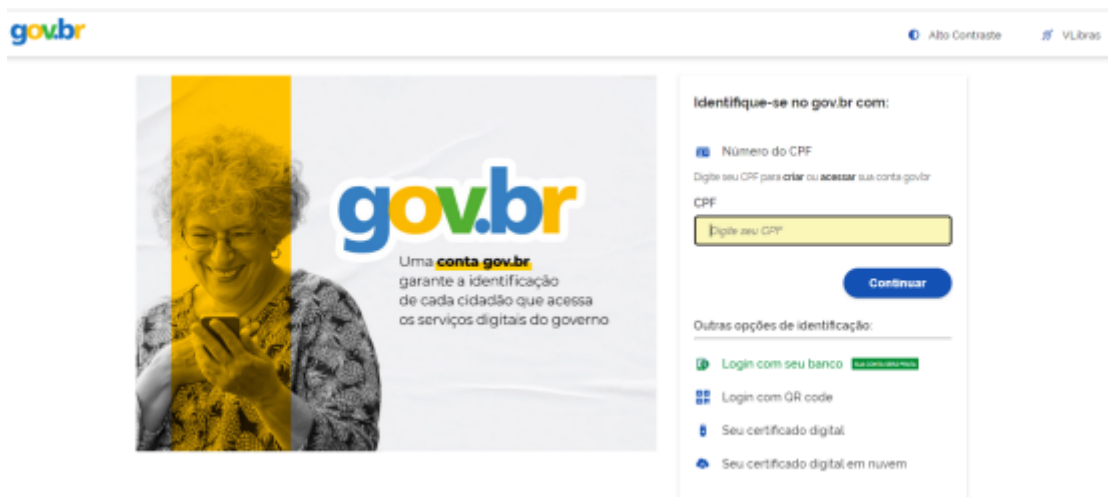 gov.br
Alto Contraste
VLibras
gov.br
Uma conta gov.br
garante a identificação
de cada cidadão que acessa
os serviços digitais do governo
Identifique-se no gov.br com:
Número do CPF
Digite seu CPF para criar ou acessar sua conta gov.br
CPF
Digite seu CPF
Continuar
Outras opções de identificação:
Login com seu banco
Login com QR code
Seu certificado digital
Seu certificado digital em nuvem